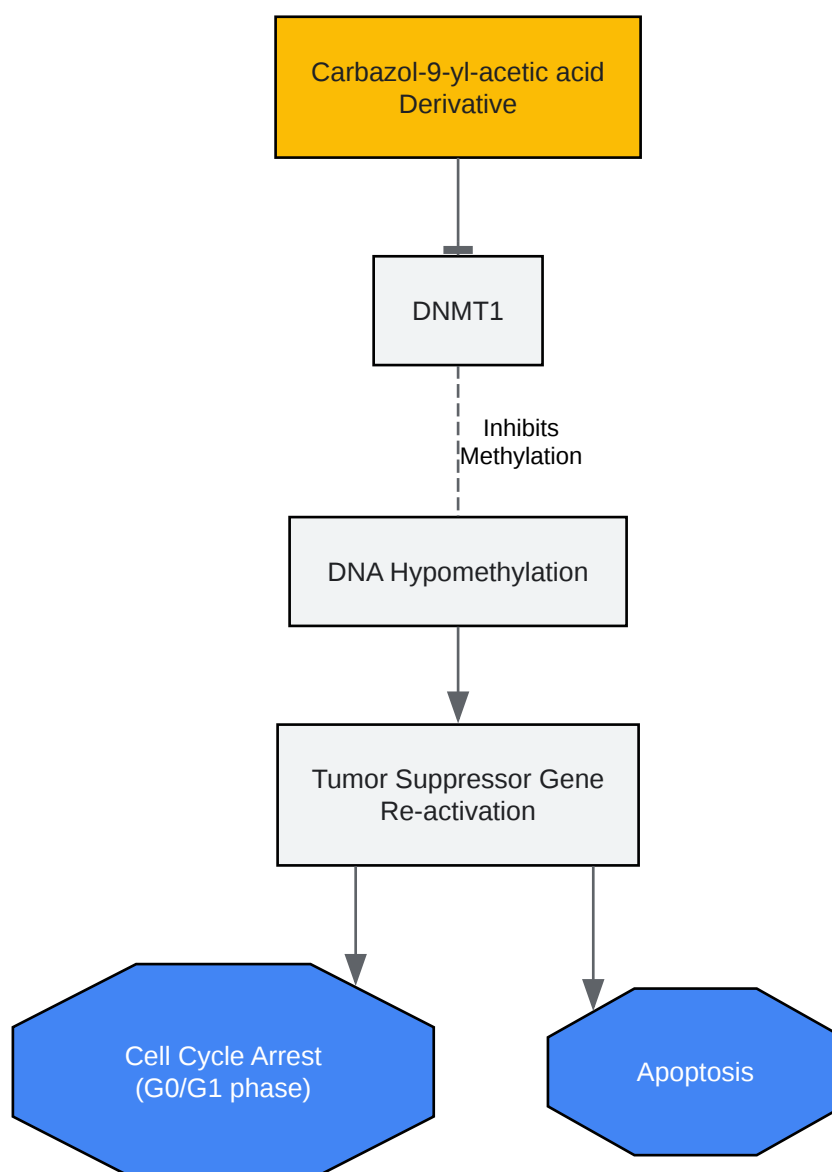 Carbazol-9-yl-acetic acid
Derivative
DNMT1
Inhibits
Methylation
DNA Hypomethylation
Tumor Suppressor Gene
Re-activation
Cell Cycle Arrest
(G0/G1 phase)
Apoptosis